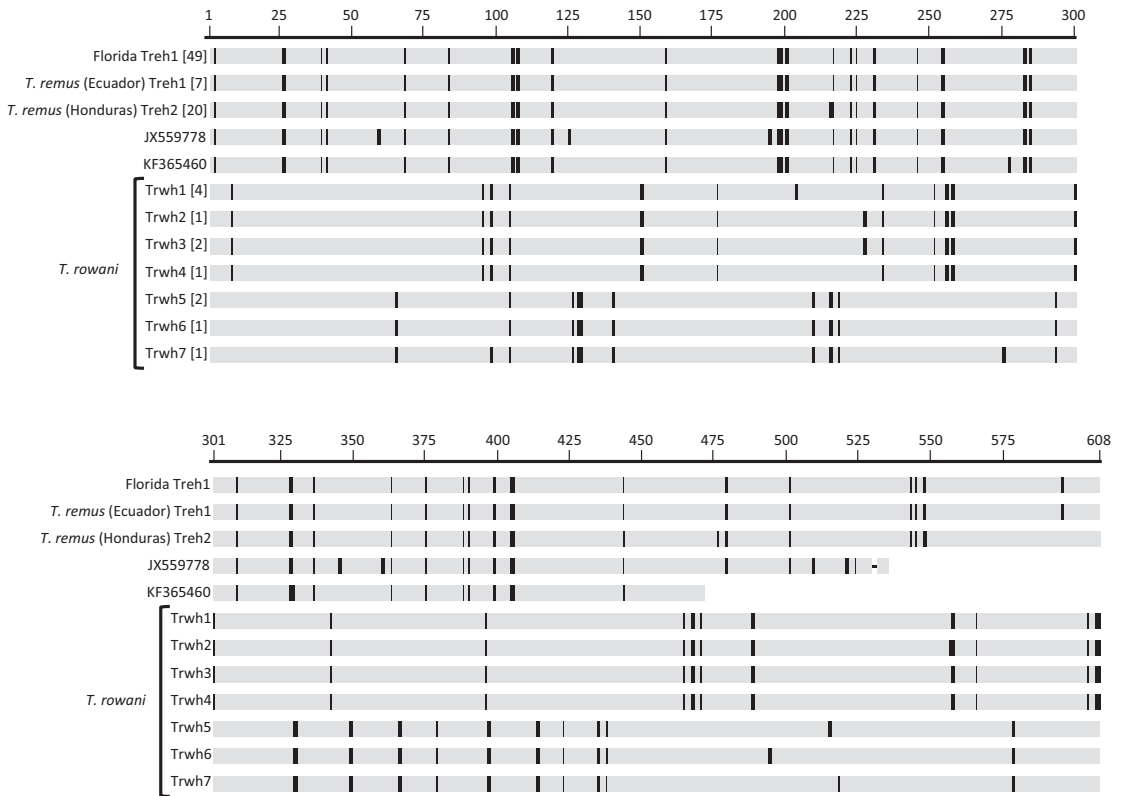 1 25 50 75 100 125 150 175 200 225 250 275 300
Florida Treh1 [49]
T. remus (Ecuador) Treh1 [7]
T. remus (Honduras) Treh2 [20]
JX559778
KF365460
Trwh1 [4]
Trwh2 [1]
Trwh3 [2]
T. rowani
Trwh4 [1]
Trwh5 [2]
Trwh6 [1]
Trwh7 [1]
301 325 350 375 400 425 450 475 500 525 550 575 608
Florida Treh1
T. remus (Ecuador) Treh1
T. remus (Honduras) Treh2
JX559778
KF365460
Trwh1
Trwh2
Trwh3
T. rowani
Trwh4
Trwh5
Trwh6
Trwh7